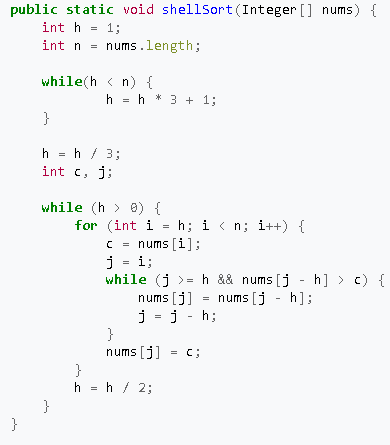 public static void shellSort(Integer[] nums) {
    int h = 1;
    int n = nums.length;

    while(h < n) {
            h = h * 3 + 1;
    }

    h = h / 3;
    int c, j;

    while (h > 0) {
        for (int i = h; i < n; i++) {
            c = nums[i];
            j = i;
            while (j >= h && nums[j - h] > c) {
                nums[j] = nums[j - h];
                j = j - h;
            }
            nums[j] = c;
        }
        h = h / 2;
    }
}